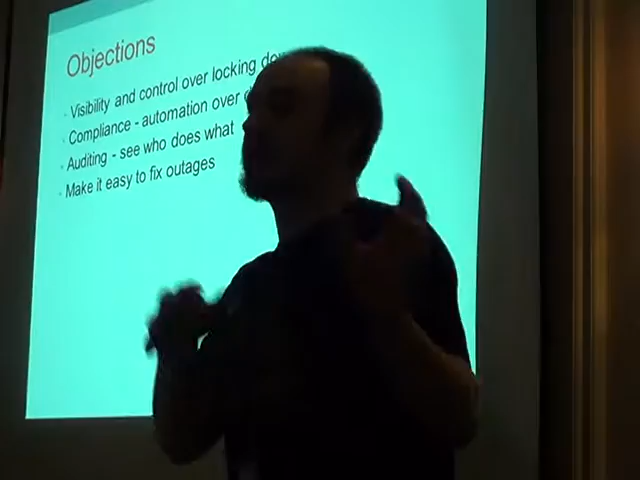 Objections
- Visibility and control over locking
- Compliance - automation over
- Auditing - see who does what
- Make it easy to fix outages